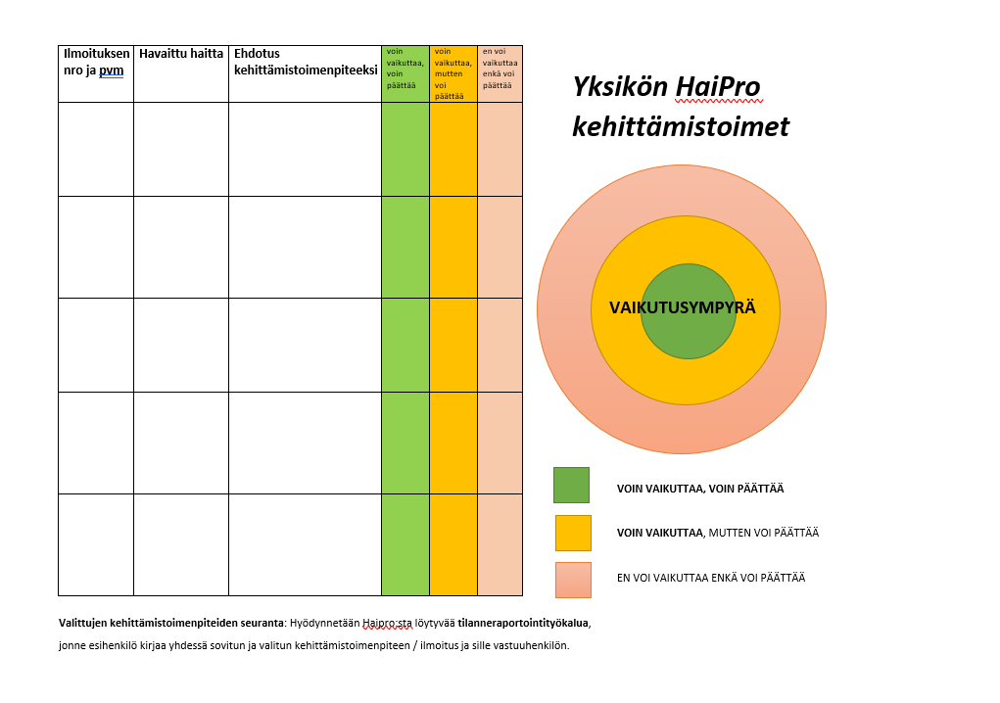 Ilmoituksen
nro ja pvm
Havaittu haitta
Ehdotus
kehittämistoimenpiteeksi
voin
vaikuttaa,
voin
päättää
voin
vaikuttaa,
mutten
voi
päättää
en voi
vaikuttaa
enkä voi
päättää
Yksikön HaiPro
kehittämistoimet
VAIKUTUSYMPYRÄ
VOIN VAIKUTTAA, VOIN PÄÄTTÄÄ
VOIN VAIKUTTAA, MUTTEN VOI PÄÄTTÄÄ
EN VOI VAIKUTTAA ENKÄ VOI PÄÄTTÄÄ
Valittujen kehittämistoimenpiteiden seuranta: Hyödynnetään Haipro:sta löytyvää tilanneraportointityökalua,
jonne esihenkilö kirjaa yhdessä sovitun ja valitun kehittämistoimenpiteen / ilmoitus ja sille vastuuhenkilön.